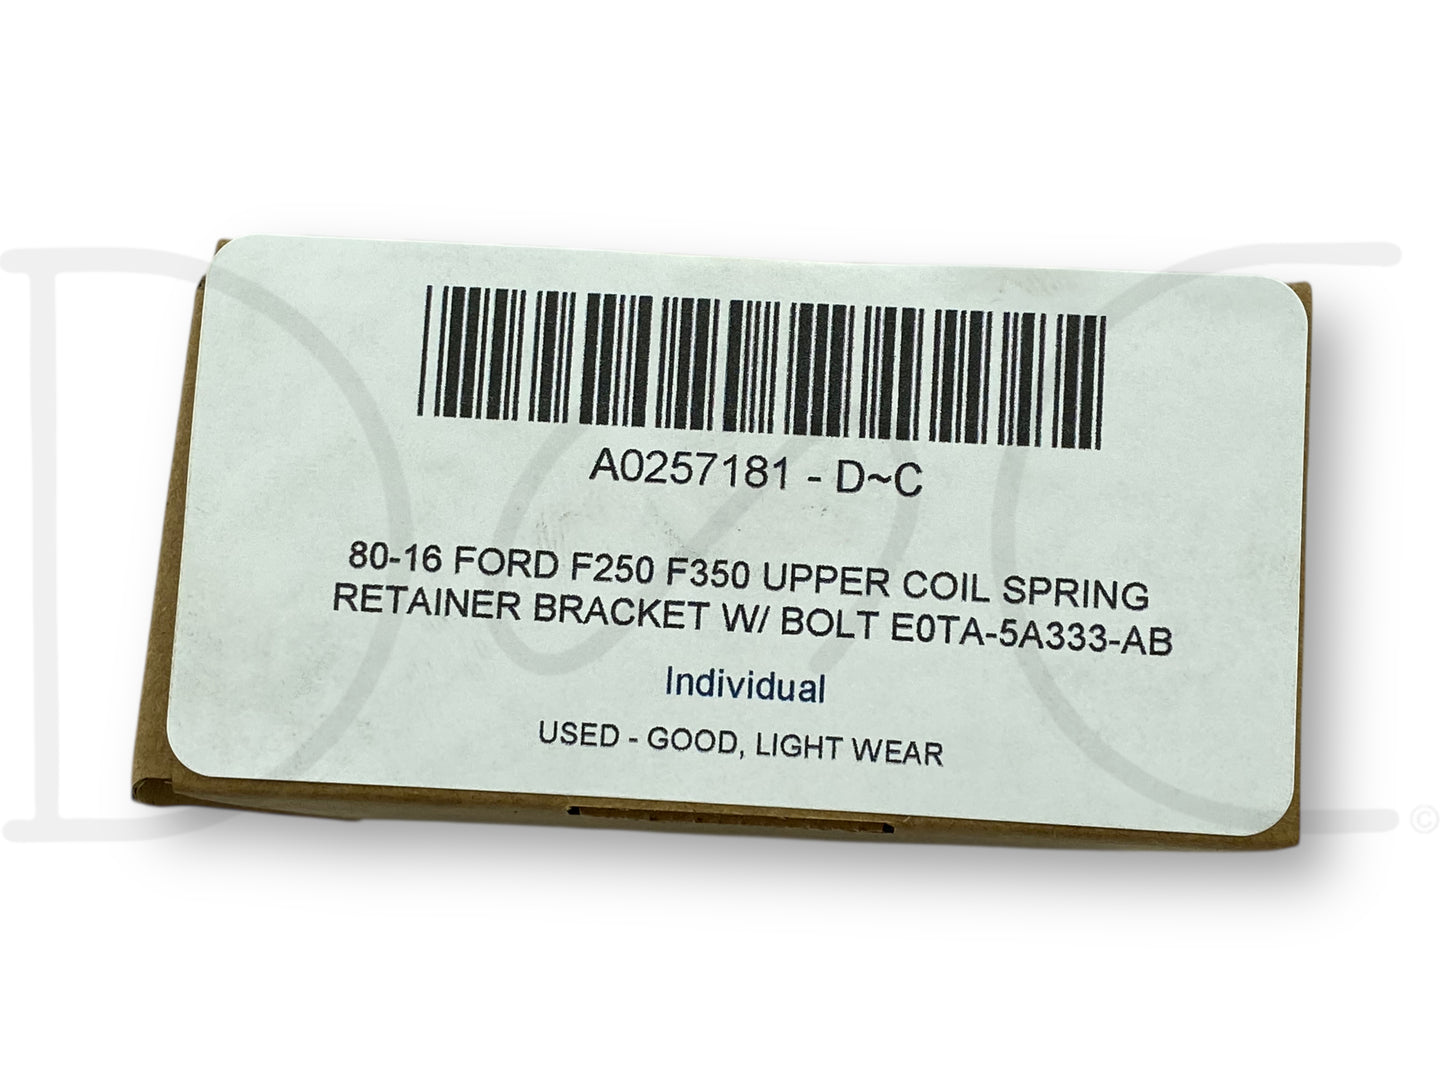 A0257181 - D~C
80-16 FORD F250 F350 UPPER COIL SPRING
RETAINER BRACKET W/ BOLT E0TA-5A333-AB
Individual
USED - GOOD, LIGHT WEAR
D~C ©